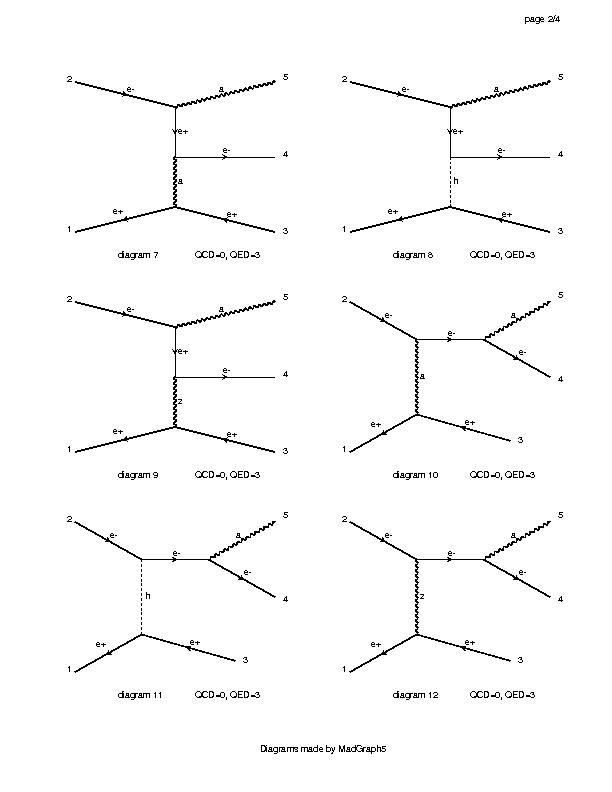 page 2/4
2 e- a 5
e+
e- 4
a
1 e+ e+ 3
diagram 7 QCD=0, QED=3
2 e- a 5
e+
e- 4
h
1 e+ e+ 3
diagram 8 QCD=0, QED=3
2 e- a 5
e+
e- 4
z
1 e+ e+ 3
diagram 9 QCD=0, QED=3
2 e- a 5
e- e- 4
a
1 e+ e+ 3
diagram 10 QCD=0, QED=3
2 e- a 5
e- e- 4
h
1 e+ e+ 3
diagram 11 QCD=0, QED=3
2 e- a 5
e- e- 4
z
1 e+ e+ 3
diagram 12 QCD=0, QED=3
Diagrams made by MadGraph5